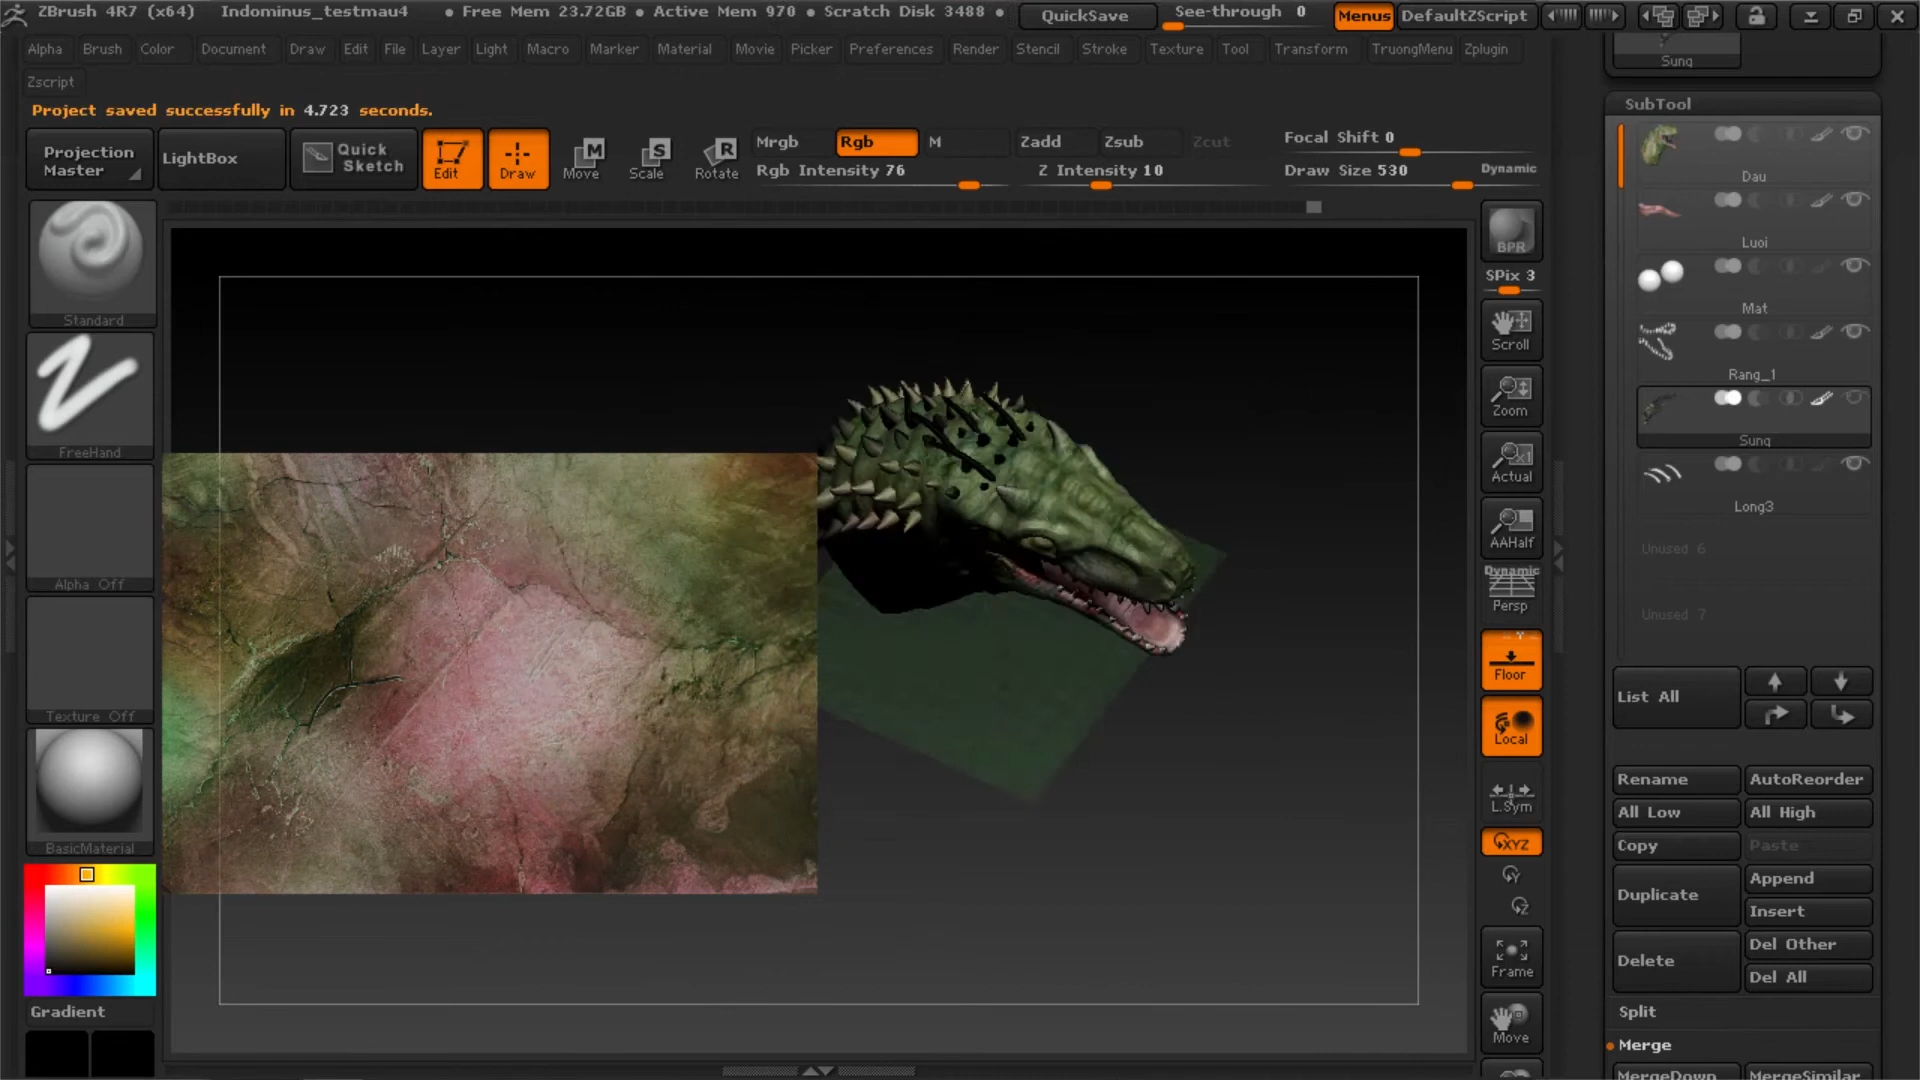 ZBrush 4R7 (x64) Indominus_testmau4 • Free Mem 23.72GB • Active Mem 970 • Scratch Disk 3488 • QuickSave See-through 0 Menus DefaultZScript
Alpha Brush Color Document Draw Edit File Layer Light Macro Marker Material Movie Picker Preferences Render Stencil Stroke Texture Tool Transform TruongMenu Zplugin
Zscript
Project saved successfully in 4.723 seconds.
Projection Master
LightBox
Quick Sketch
Edit
Draw
Move
Scale
Rotate
Mrgb Rgb M Zadd Zsub Zcut
Rgb Intensity 76 Z Intensity 10
Focal Shift 0
Draw Size 530 Dynamic
Standard
FreeHand
Alpha Off
Texture Off
BasicMaterial
Gradient
BPR
SPix 3
Scroll
Zoom
Actual
AAHalf
Dynamic
Persp
Floor
Local
L.Sym
XYZ
Y
Z
Frame
Move
Sung
SubTool
Dau
Luoi
Mat
Rang_1
Sung
Long3
Unused 6
Unused 7
List All
Rename AutoReorder
All Low All High
Copy Paste
Duplicate Append
Insert
Delete Del Other
Del All
Split
Merge
MergeDown MergeSimilar